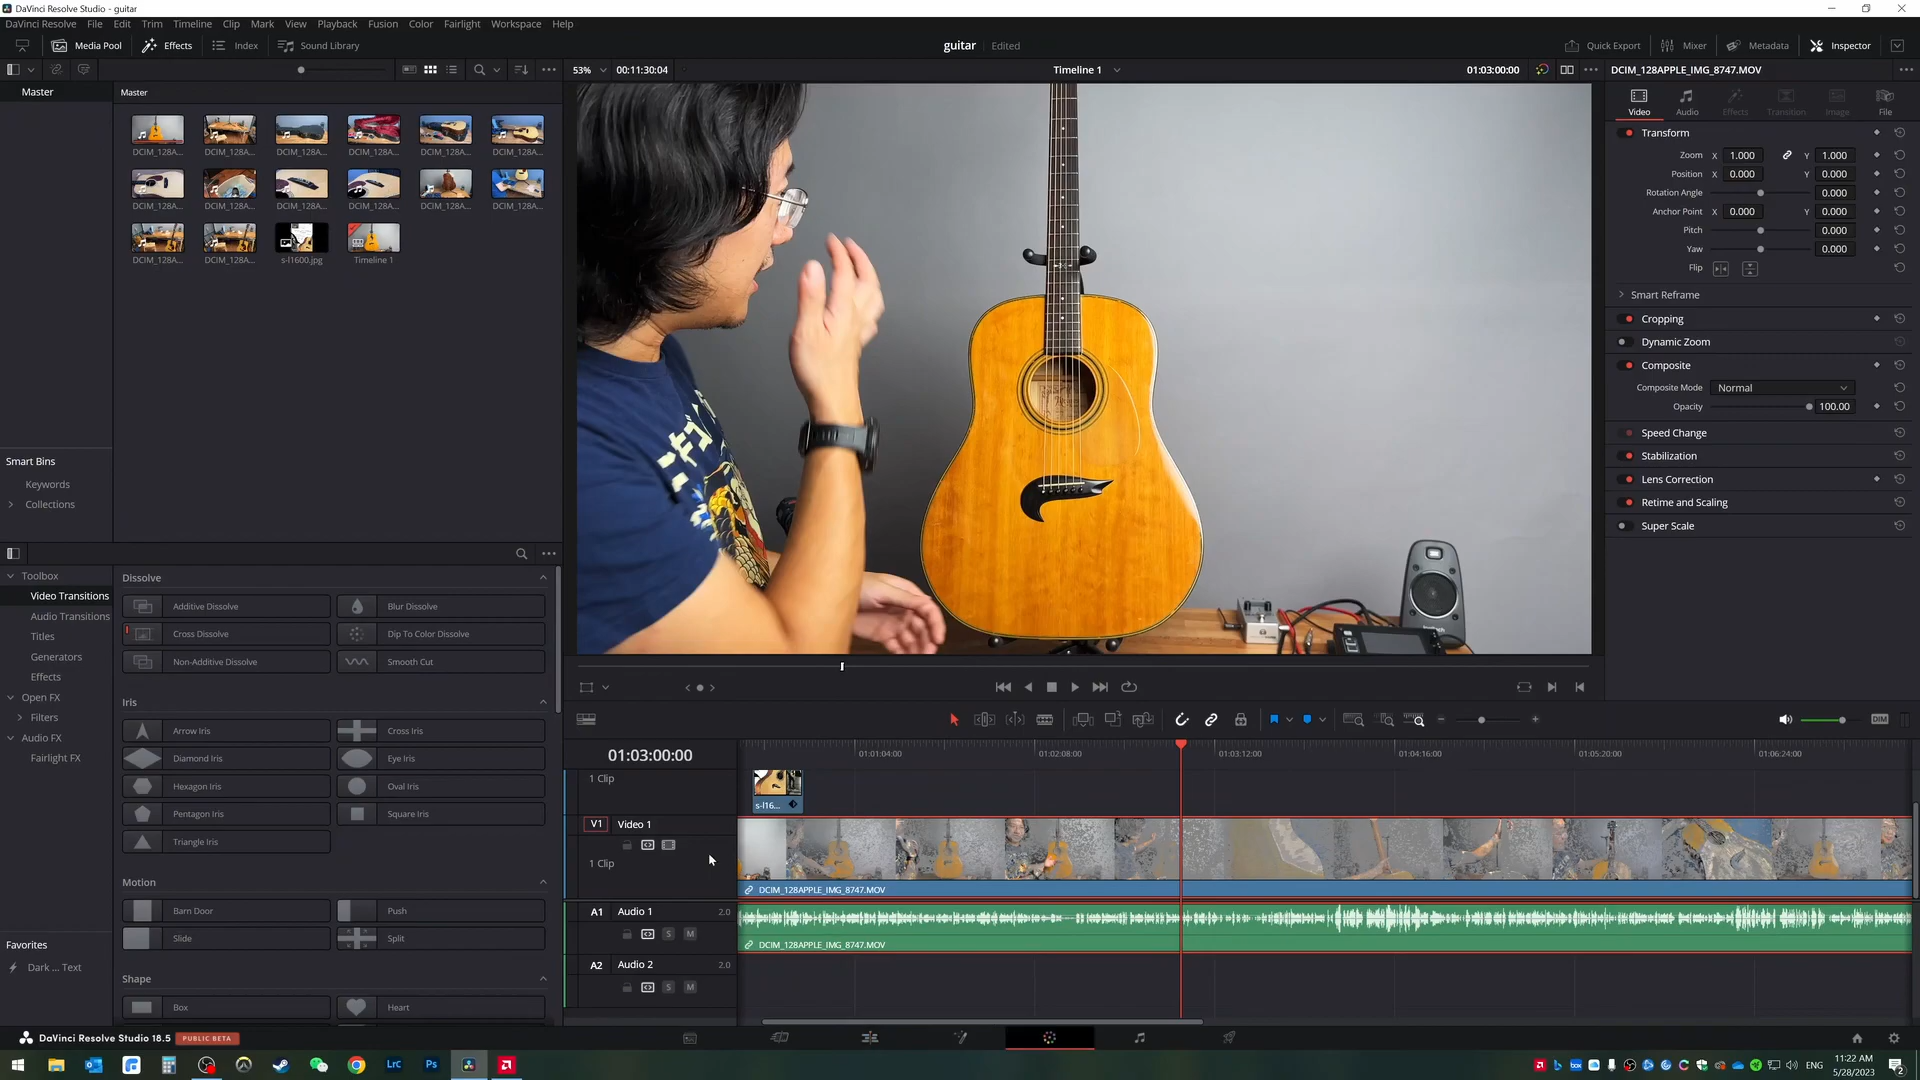 DaVinci Resolve Studio - guitar
DaVinci Resolve File Edit Trim Timeline Clip Mark View Playback Fusion Color Fairlight Workspace Help
Media Pool Effects Index Sound Library
guitar Edited
Quick Export Mixer Metadata Inspector
53% 00:11:30:04
Timeline 1
01:03:00:00
DCIM_128APPLE_IMG_8747.MOV
Master
Master
DCIM_128A... DCIM_128A... DCIM_128A... DCIM_128A... DCIM_128A... DCIM_128A...
DCIM_128A... DCIM_128A... DCIM_128A... DCIM_128A... DCIM_128A... DCIM_128A...
DCIM_128A... DCIM_128A... s-l1600.jpg Timeline 1
Smart Bins
Keywords
Collections
Video Audio Effects Transition Image File
Transform
Zoom X 1.000 Y 1.000
Position X 0.000 Y 0.000
Rotation Angle 0.000
Anchor Point X 0.000 Y 0.000
Pitch 0.000
Yaw 0.000
Flip
Smart Reframe
Cropping
Dynamic Zoom
Composite
Composite Mode Normal
Opacity 100.00
Speed Change
Stabilization
Lens Correction
Retime and Scaling
Super Scale
Toolbox
Video Transitions
Audio Transitions
Titles
Generators
Effects
Open FX
Filters
Audio FX
Fairlight FX
Favorites
Dark ... Text
Dissolve
Additive Dissolve Blur Dissolve
Cross Dissolve Dip To Color Dissolve
Non-Additive Dissolve Smooth Cut
Iris
Arrow Iris Cross Iris
Diamond Iris Eye Iris
Hexagon Iris Oval Iris
Pentagon Iris Square Iris
Triangle Iris
Motion
Barn Door Push
Slide Split
Shape
Box Heart
DIM
01:03:00:00
01:01:04:00 01:02:08:00 01:03:12:00 01:04:16:00 01:05:20:00 01:06:24:00
1 Clip
s-l16...
V1 Video 1
1 Clip
DCIM_128APPLE_IMG_8747.MOV
A1 Audio 1 2.0
S M
DCIM_128APPLE_IMG_8747.MOV
A2 Audio 2 2.0
S M
DaVinci Resolve Studio 18.5 PUBLIC BETA
LrC Ps
ENG
11:22 AM
5/28/2023
2